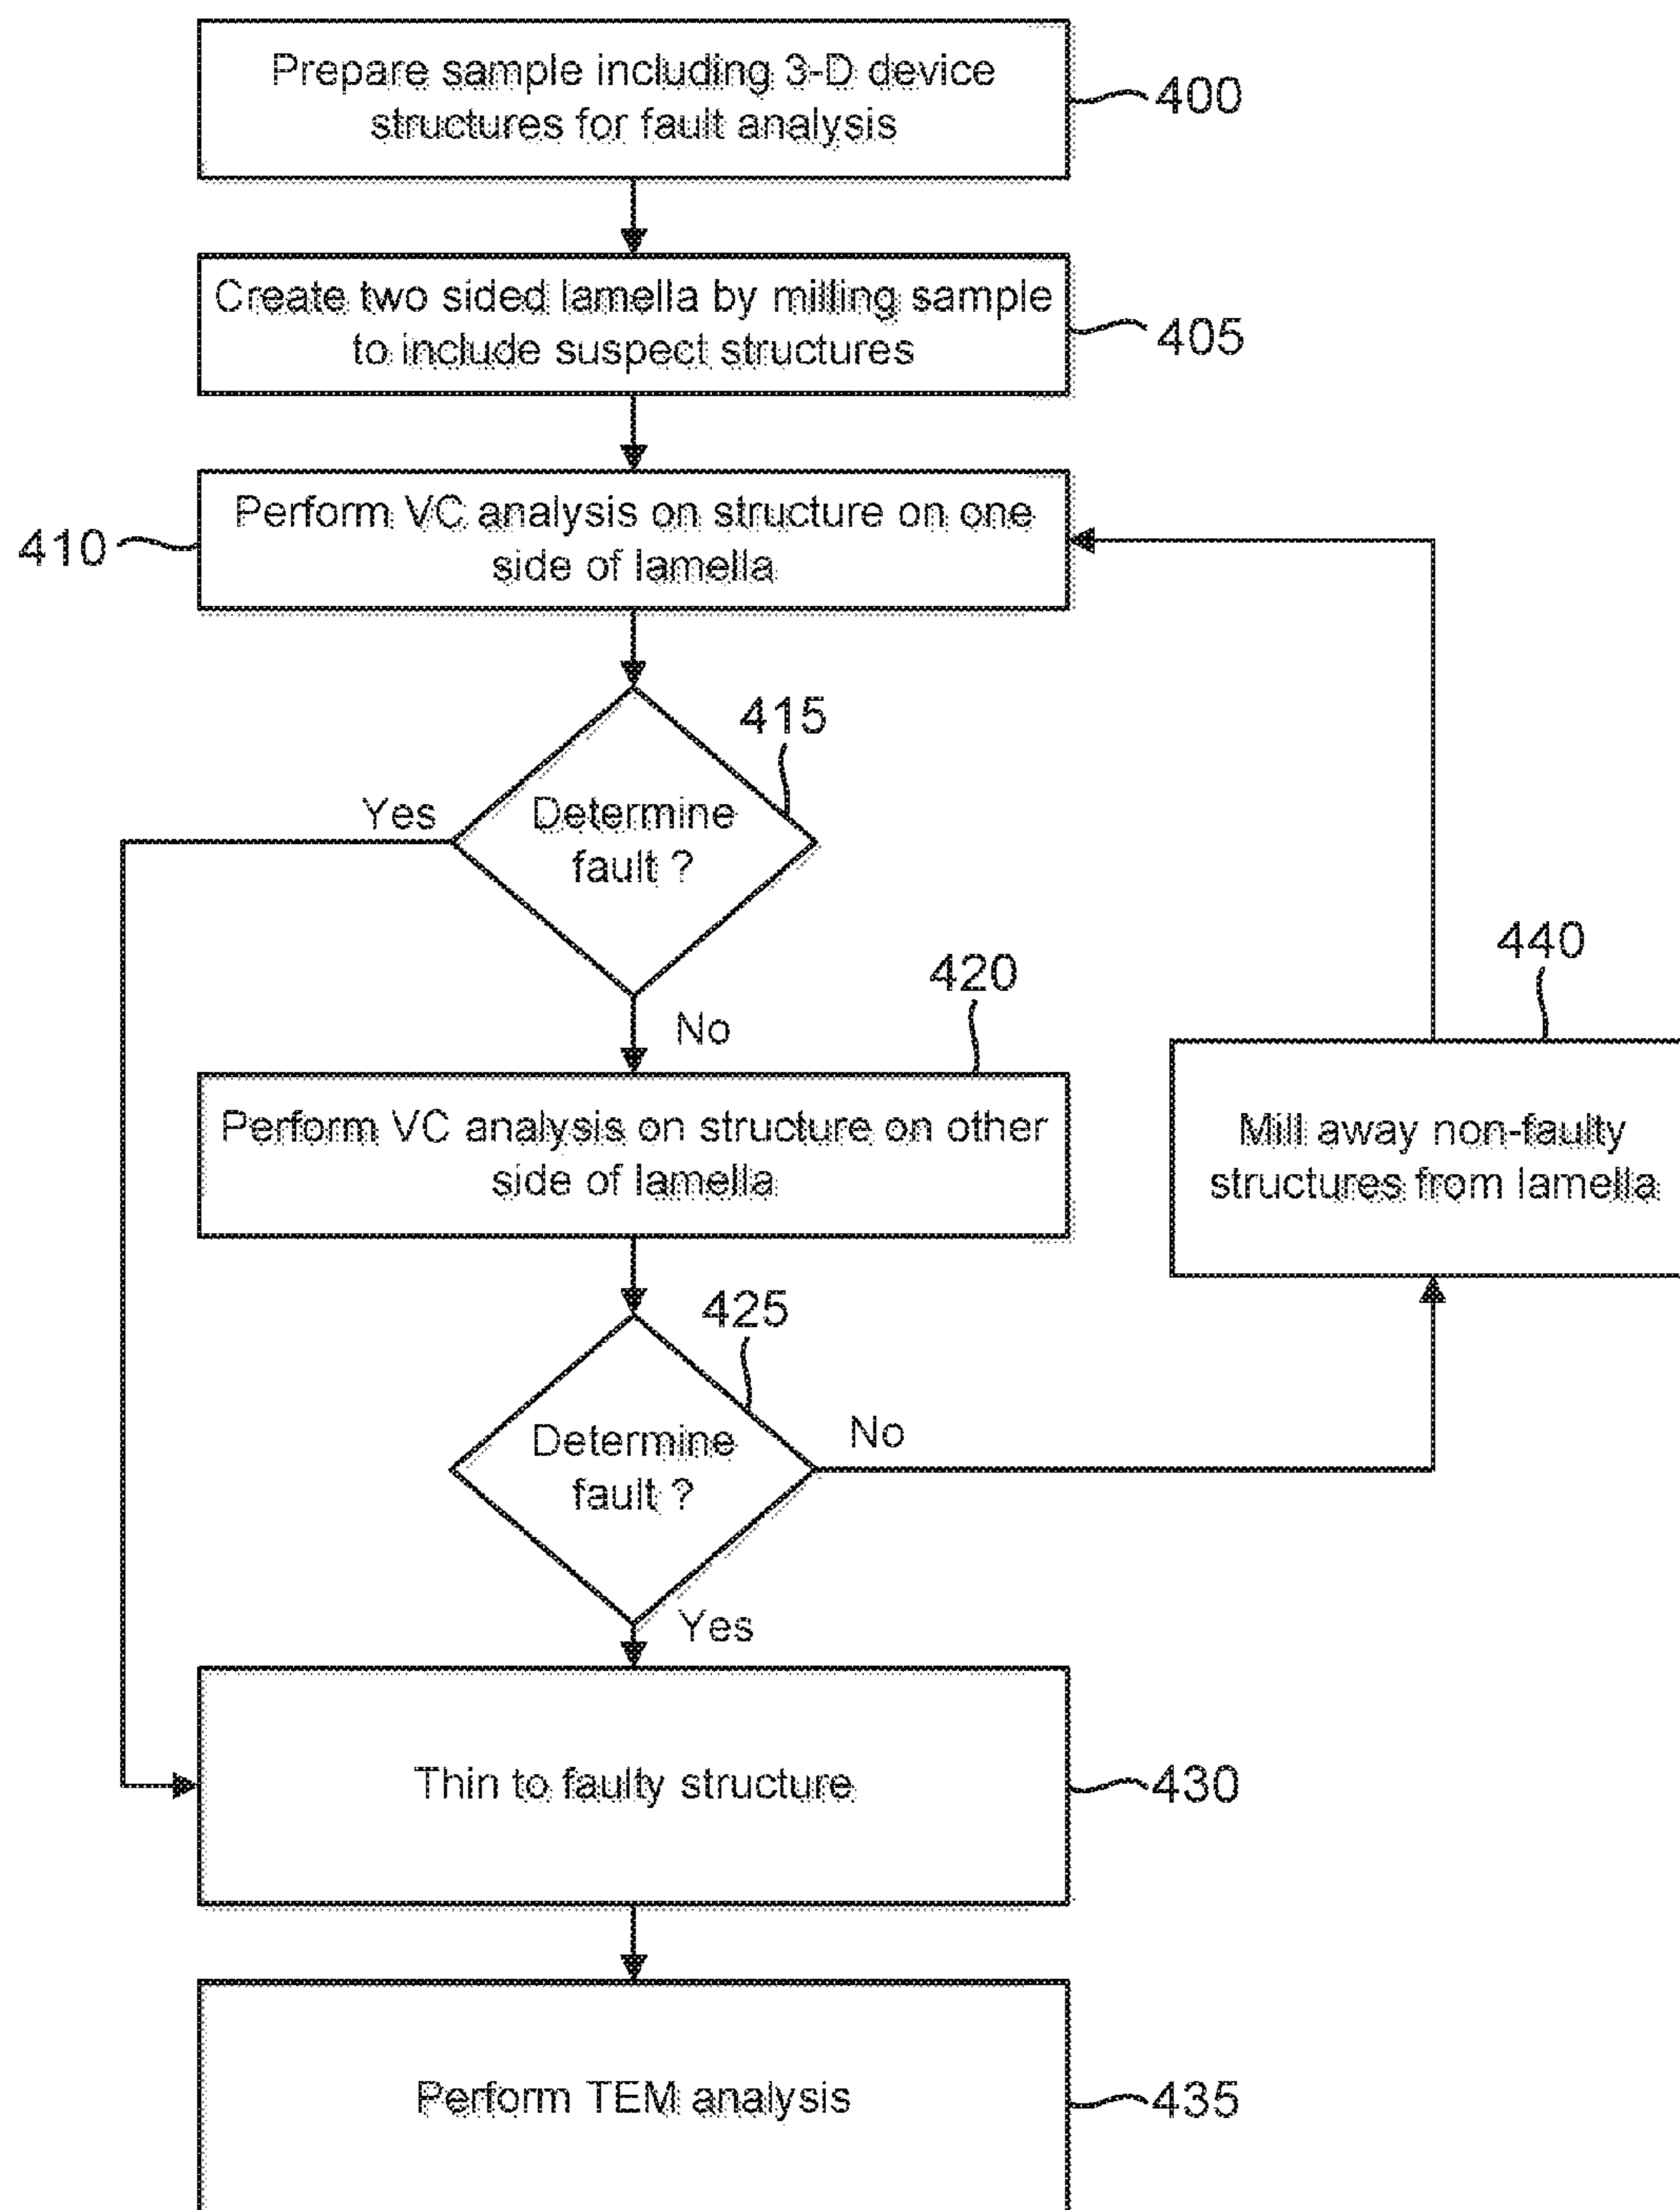 Prepare sample including 3-D device
structures for fault analysis
400
Create two sided lamella by milling sample
to include suspect structures
405
Perform VC analysis on structure on one
side of lamella
410
415
Determine
fault ?
Yes
No
420
Perform VC analysis on structure on other
side of lamella
440
Mill away non-faulty
structures from lamella
425
Determine
fault ?
No
Yes
Thin to faulty structure
430
Perform TEM analysis
435